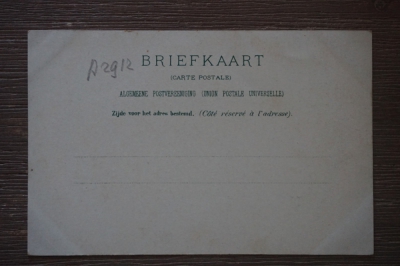 A2912
BRIEFKAART
(CARTE POSTALE)
ALGEMEENE POSTVEREENIGING (UNION POSTALE UNIVERSELLE)
Zijde voor het adres bestemd. (Côté réservé à l'adresse).